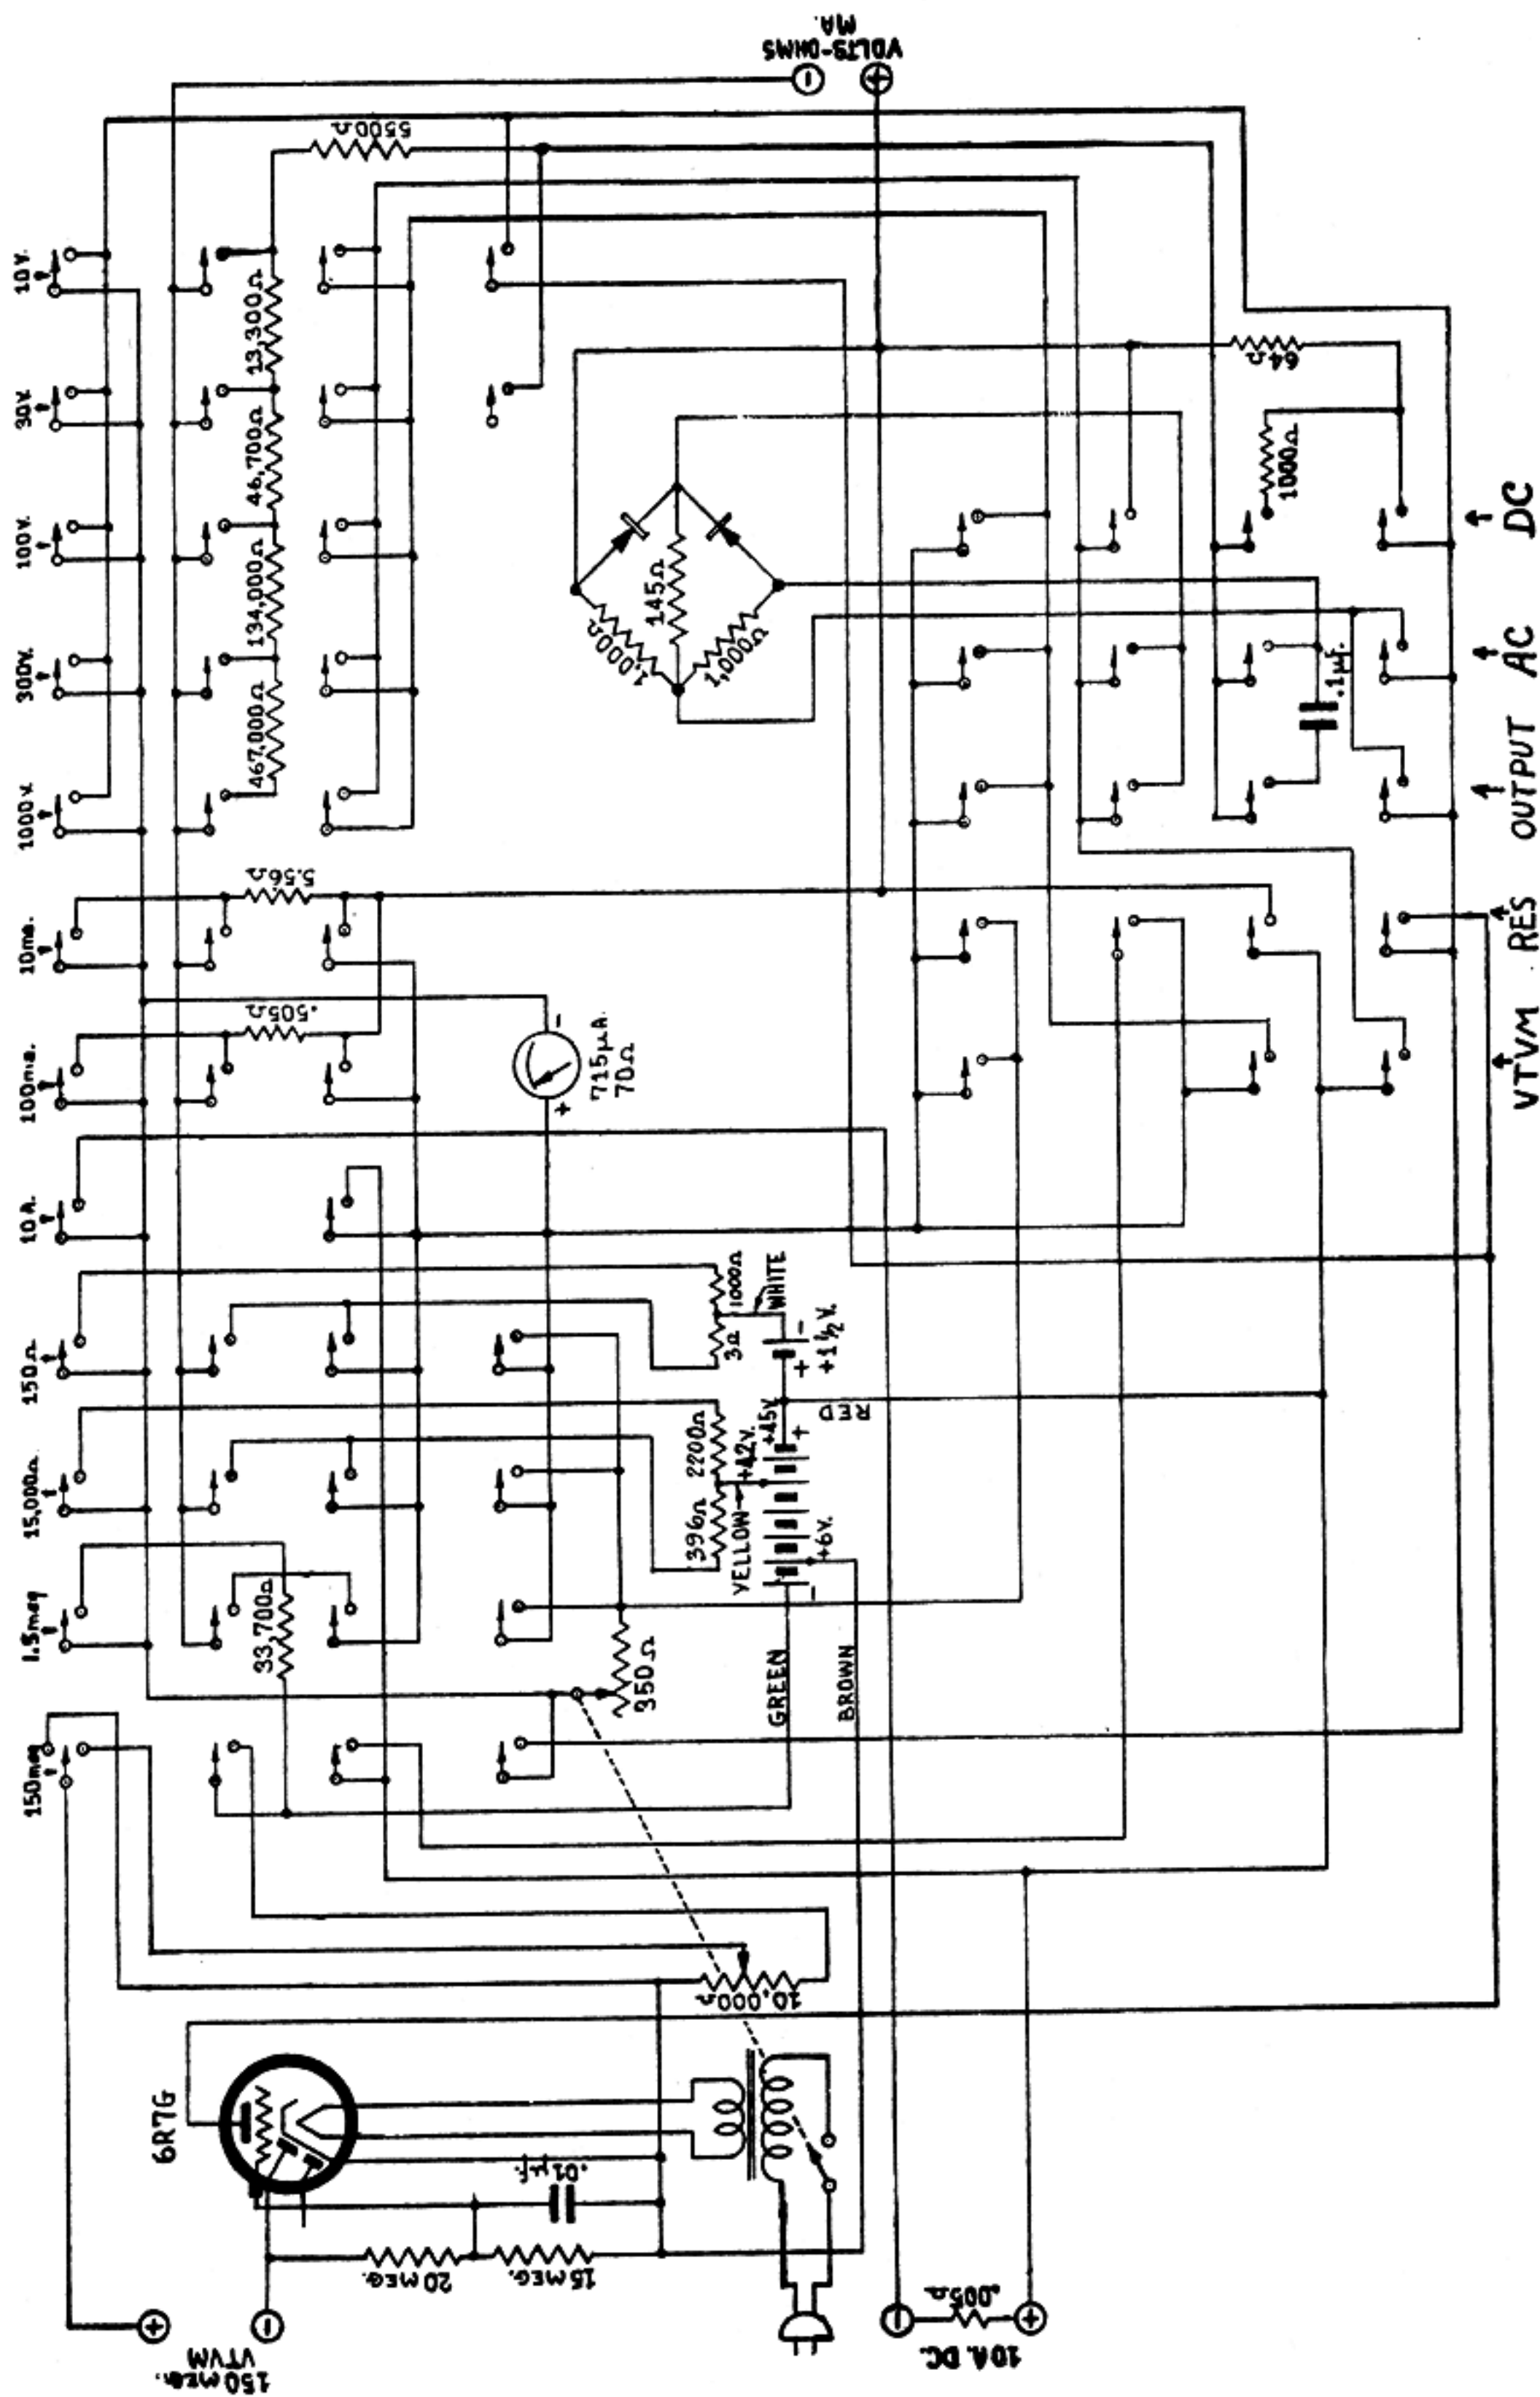 10V.
30V.
100V.
300V.
1000V.
10ma.
100ma.
10A.
150Ω
15,000Ω
1.5meg
150meg
VOLTS-OHMS
MA.
−
+
5500Ω
13,300Ω
46,700Ω
134,000Ω
467,000Ω
5.56Ω
.505Ω
− +
715µA.
70Ω
1,000Ω
145Ω
1,000Ω
64Ω
1000Ω
.1µF.
DC
AC
OUTPUT
RES
VTVM
1000Ω
3Ω
WHITE
− +
+1½V.
RED
2200Ω
396Ω
+45V.
+
+42V.
YELLOW
+6V.
−
33,700Ω
350Ω
GREEN
BROWN
10,000Ω
6R7G
.01µF.
20MEG.
15MEG.
+
−
150MEG.
VTVM
−
.005Ω
+
10A. DC.